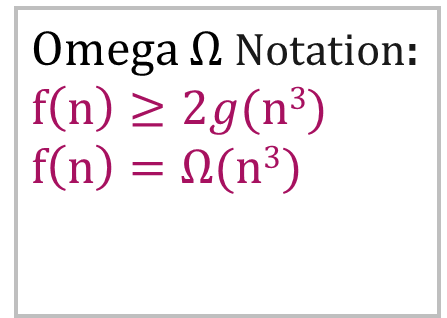 Omega Ω Notation:
f(n) ≥ 2g(n³)
f(n) = Ω(n³)